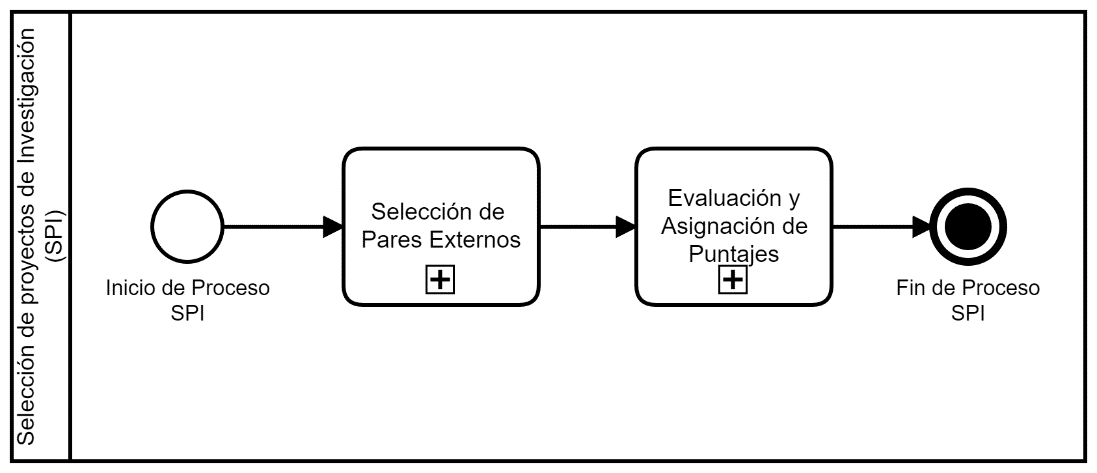 Selección de proyectos de Investigación
(SPI)
Inicio de Proceso
SPI
Selección de
Pares Externos
Evaluación y
Asignación de
Puntajes
Fin de Proceso
SPI